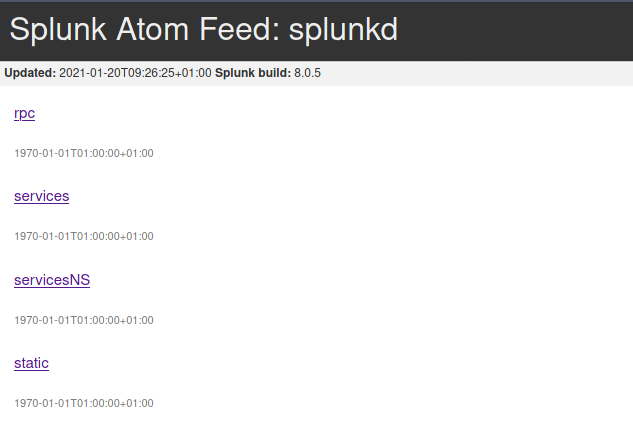 Splunk Atom Feed: splunkd
Updated: 2021-01-20T09:26:25+01:00 Splunk build: 8.0.5
rpc
1970-01-01T01:00:00+01:00
services
1970-01-01T01:00:00+01:00
servicesNS
1970-01-01T01:00:00+01:00
static
1970-01-01T01:00:00+01:00